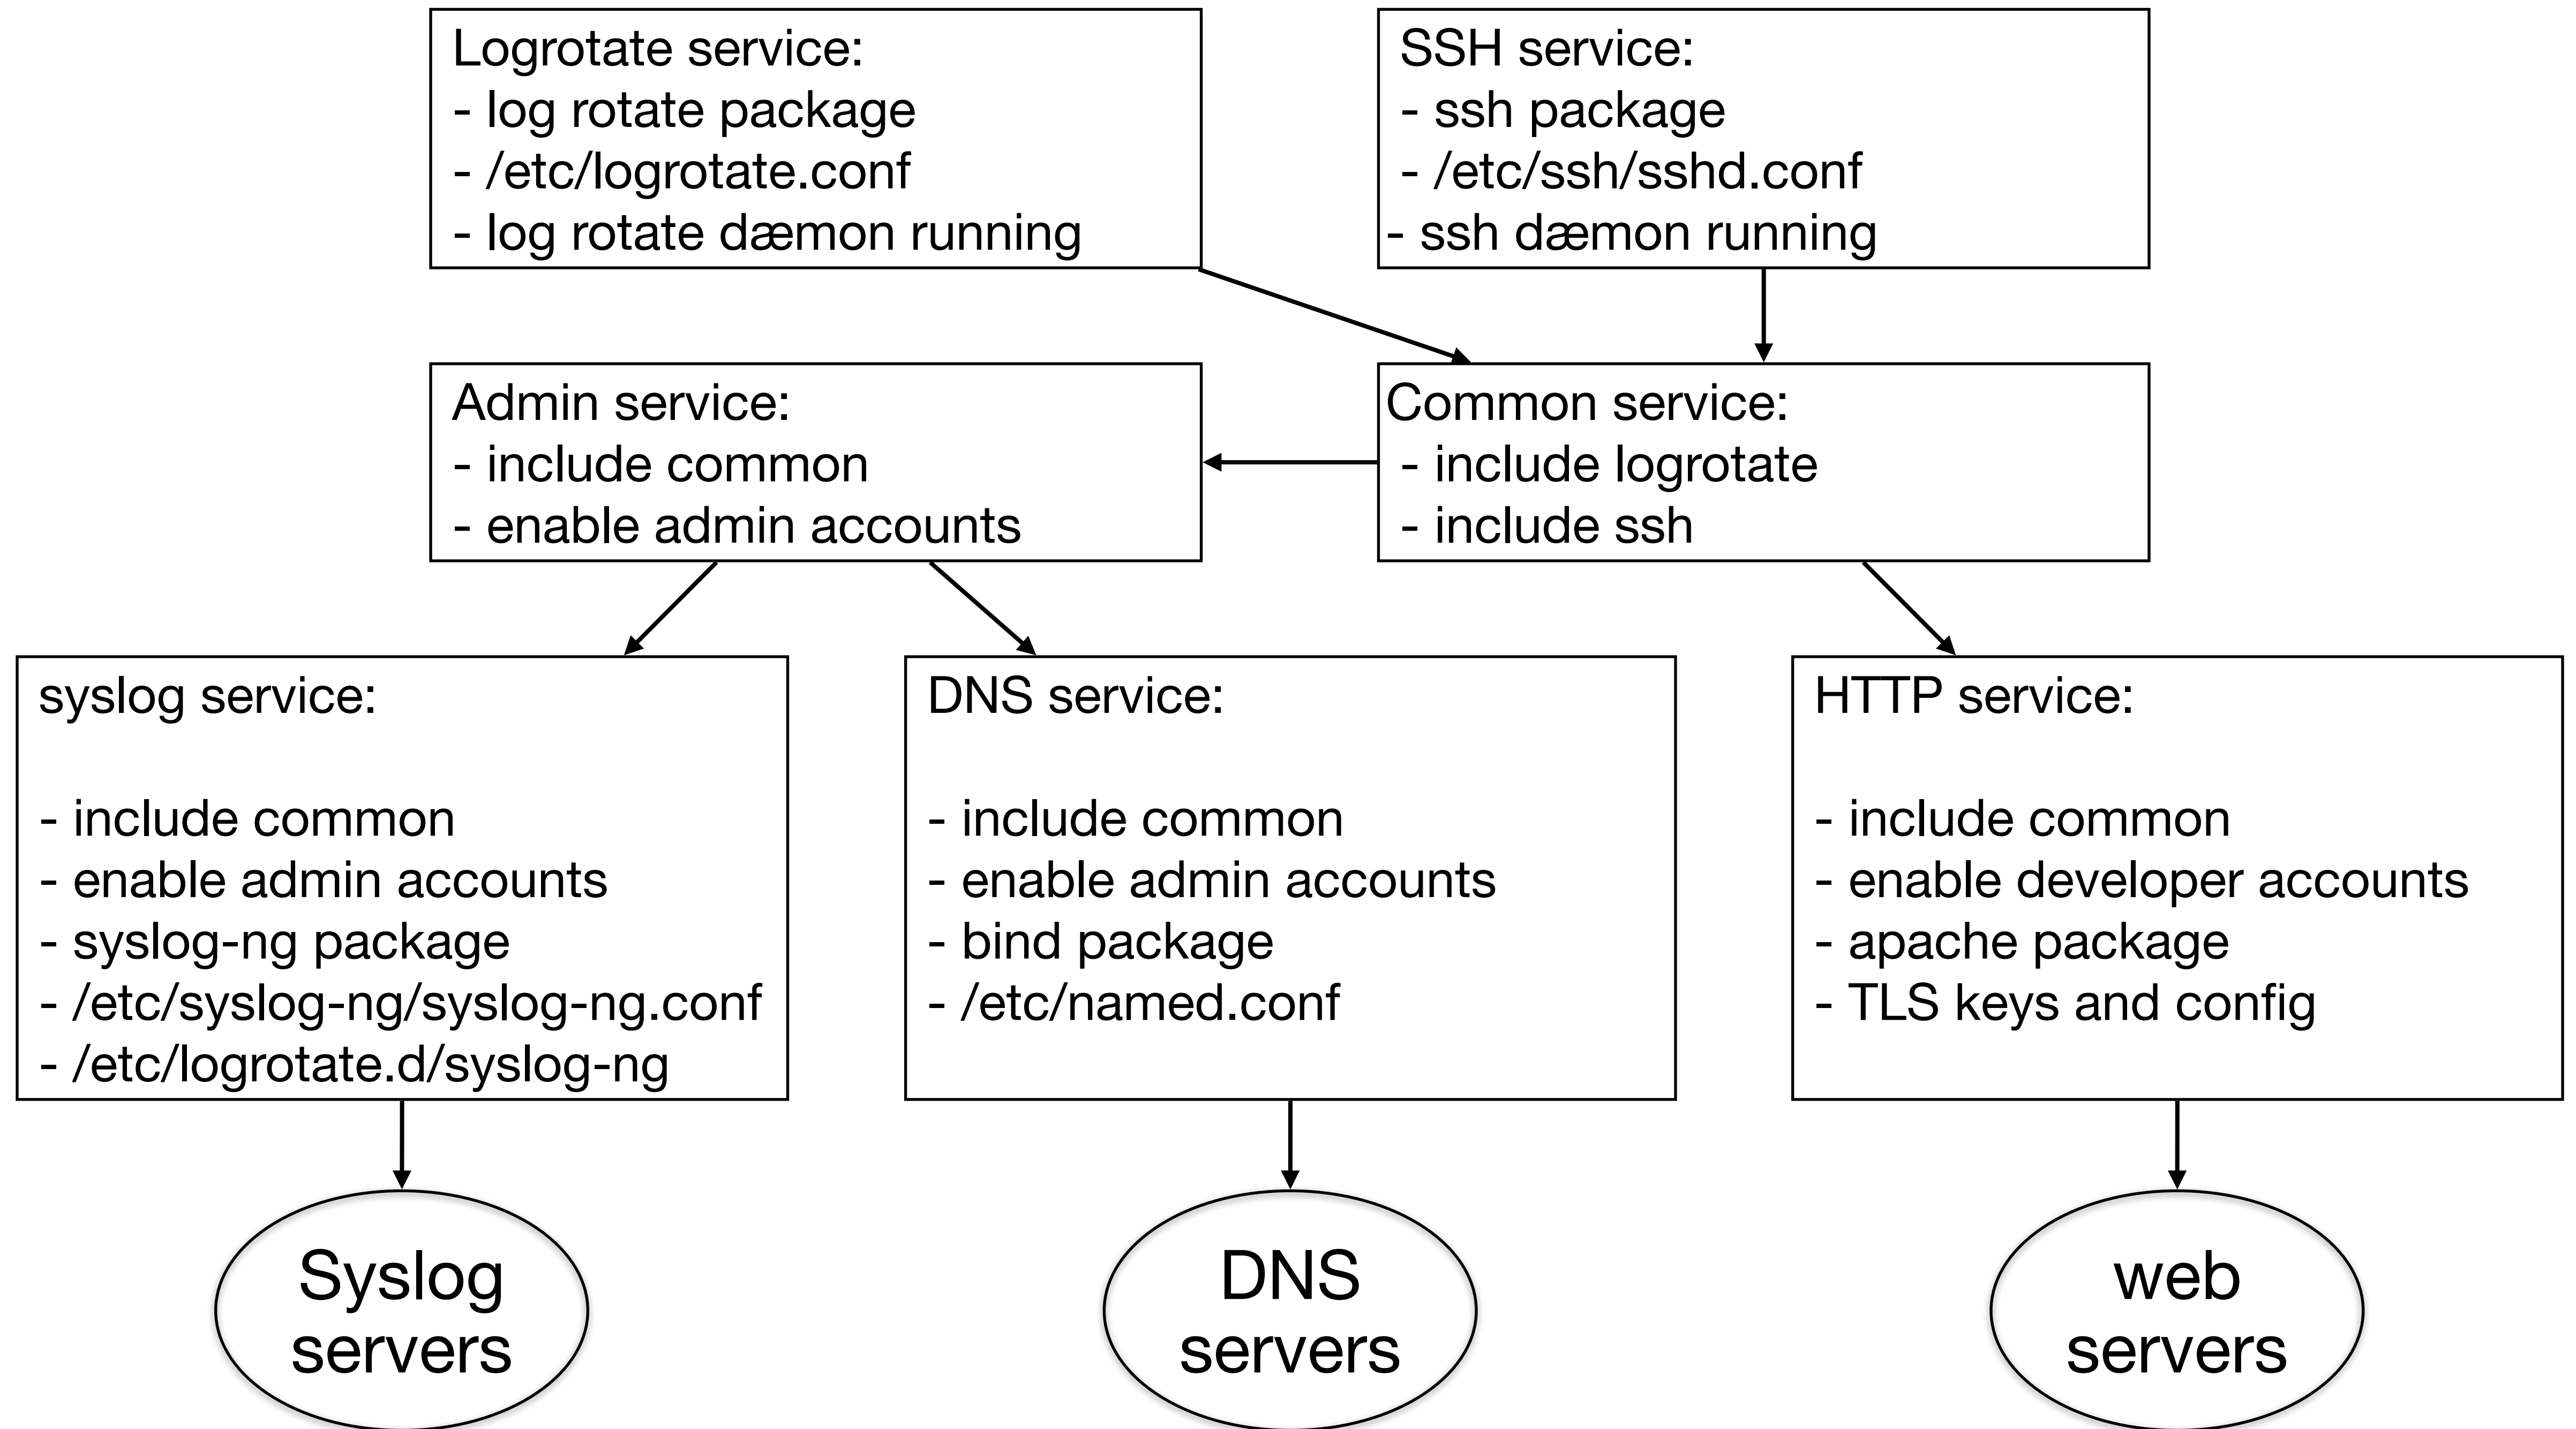 Logrotate service:
- log rotate package
- /etc/logrotate.conf
- log rotate dæmon running
SSH service:
- ssh package
- /etc/ssh/sshd.conf
- ssh dæmon running
Admin service:
- include common
- enable admin accounts
Common service:
- include logrotate
- include ssh
syslog service:
- include common
- enable admin accounts
- syslog-ng package
- /etc/syslog-ng/syslog-ng.conf
- /etc/logrotate.d/syslog-ng
DNS service:
- include common
- enable admin accounts
- bind package
- /etc/named.conf
HTTP service:
- include common
- enable developer accounts
- apache package
- TLS keys and config
Syslog
servers
DNS
servers
web
servers